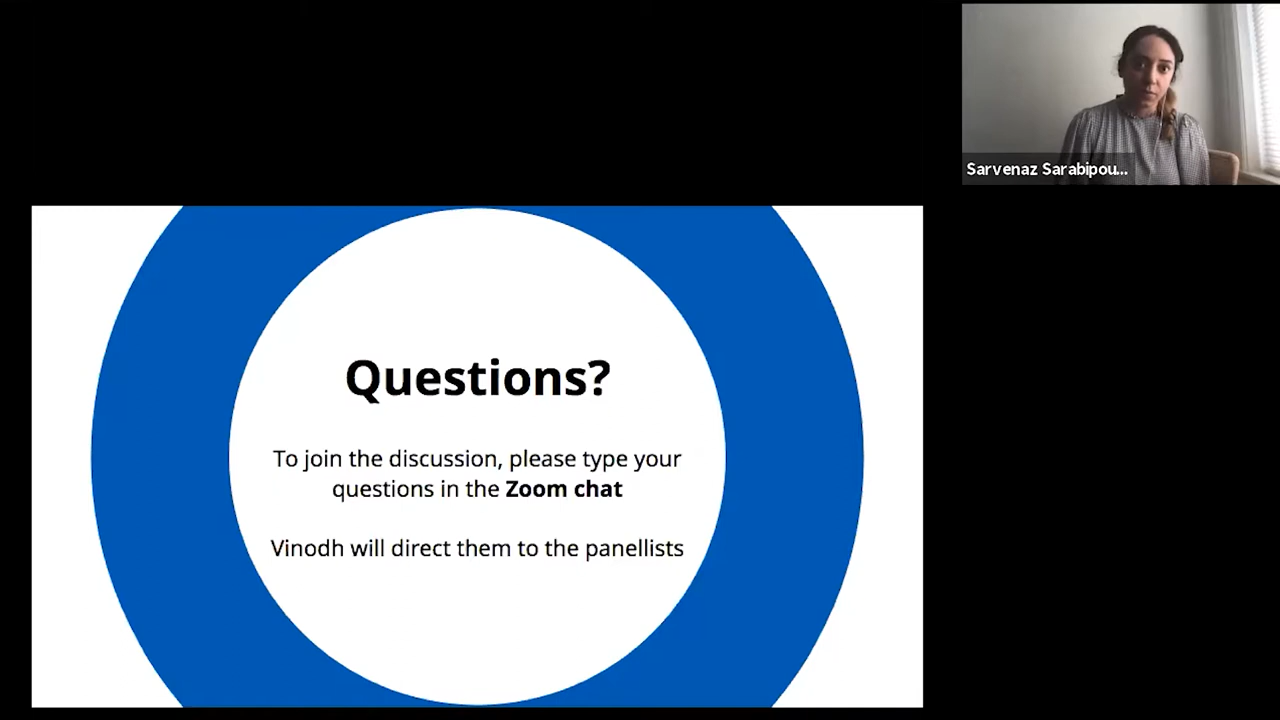 Sarvenaz Sarabipou...
Questions?
To join the discussion, please type your
questions in the Zoom chat
Vinodh will direct them to the panellists